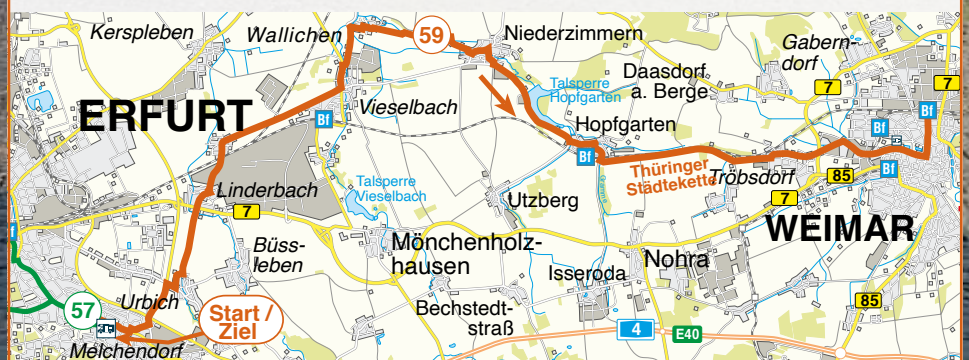 Kerspleben
Wallichen
59
Niederzimmern
Gabern-
dorf
7
7
Talsperre
Hopfgarten
Daasdorf
a. Berge
ERFURT
Vieselbach
Bf
Hopfgarten
Bf
Bf
Bf
Bf
Thüringer
Städtekette
Tröbsdorf
85
7
Linderbach
7
Talsperre
Vieselbach
Utzberg
WEIMAR
Büss-
leben
Mönchenholz-
hausen
Isseroda
Nohra
Urbich
57
Start /
Ziel
Bechstedt-
straß
4
E40
85
Melchendorf